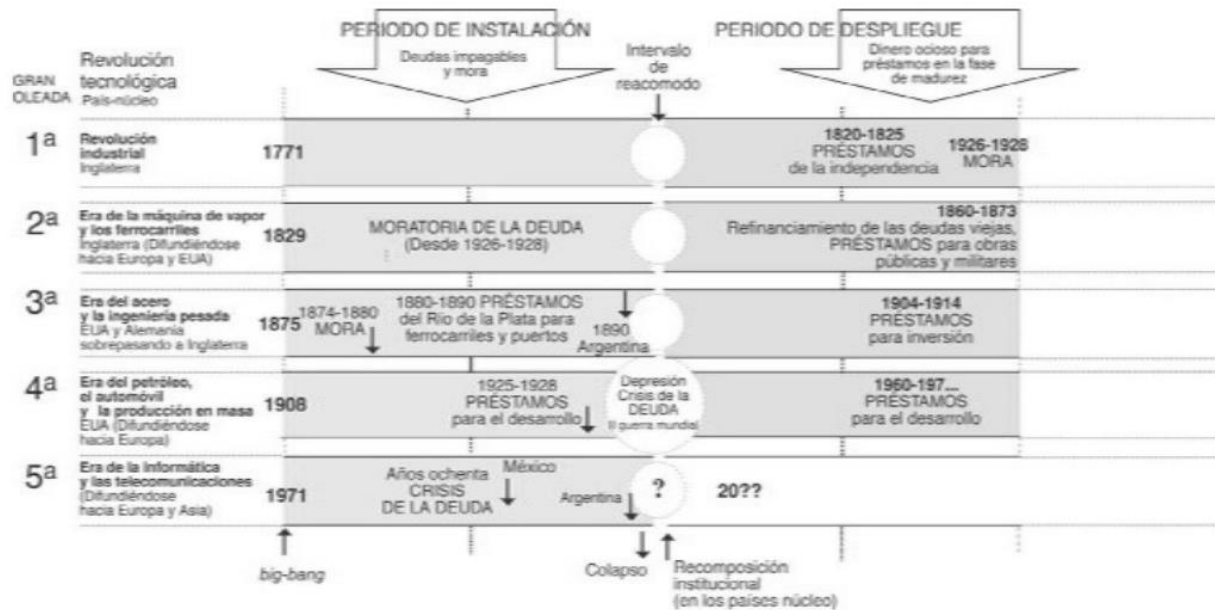 PERIODO DE INSTALACIÓN
PERIODO DE DESPLIEGUE
Deudas impagables
y mora
Intervalo
de
reacomodo
Dinero ocioso para
préstamos en la fase
de madurez
GRAN
OLEADA
Revolución
tecnológica
País-núcleo
1ª
Revolución
industrial
Inglaterra
1771
1820-1825
PRÉSTAMOS
de la independencia
1926-1928
MORA
2ª
Era de la máquina de vapor
y los ferrocarriles
Inglaterra (Difundiéndose
hacia Europa y EUA)
1829
MORATORIA DE LA DEUDA
(Desde 1926-1928)
1860-1873
Refinanciamiento de las deudas viejas,
PRÉSTAMOS para obras
públicas y militares
3ª
Era del acero
y la ingeniería pesada
EUA y Alemania
sobrepasando a Inglaterra
1875
1874-1880
MORA
1880-1890 PRÉSTAMOS
del Río de la Plata para
ferrocarriles y puertos
1890
Argentina
1904-1914
PRÉSTAMOS
para inversión
4ª
Era del petróleo,
el automóvil
y la producción en masa
EUA (Difundiéndose
hacia Europa)
1908
1925-1928
PRÉSTAMOS
para el desarrollo
Depresión
Crisis de la
DEUDA
II guerra mundial
1960-197...
PRÉSTAMOS
para el desarrollo
5ª
Era de la informática
y las telecomunicaciones
(Difundiéndose
hacia Europa y Asia)
1971
Años ochenta
CRISIS
DE LA DEUDA
México
Argentina
?
20??
big-bang
Colapso
Recomposición
institucional
(en los países núcleo)